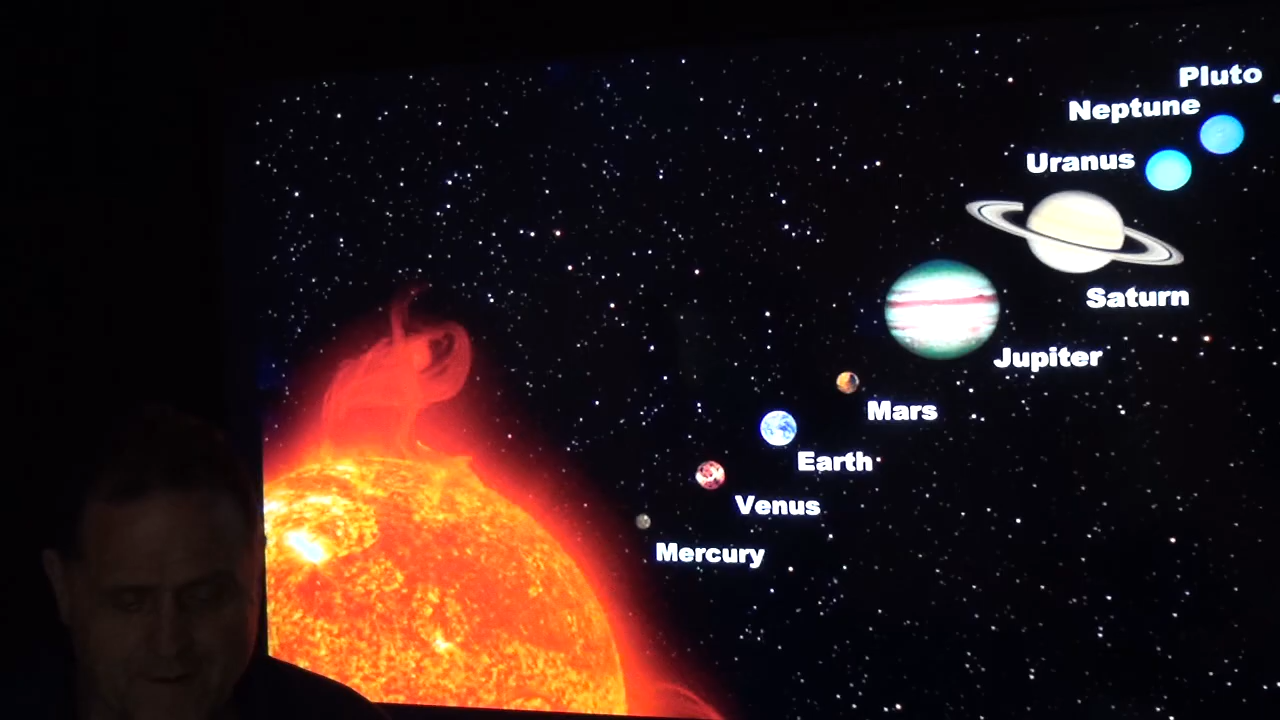 Pluto
Neptune
Uranus
Saturn
Jupiter
Mars
Earth
Venus
Mercury